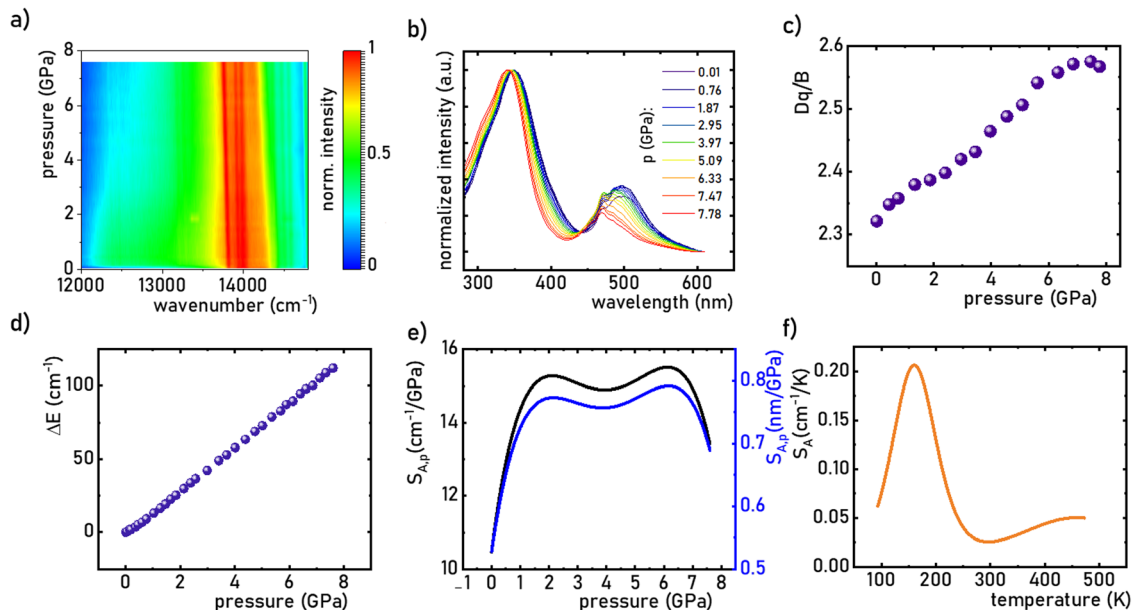 a)
pressure (GPa)
8
6
4
2
0
12000 13000 14000
wavenumber (cm⁻¹)
1
0.5
0
norm. intensity
b)
normalized intensity (a.u.)
p (GPa):
0.01
0.76
1.87
2.95
3.97
5.09
6.33
7.47
7.78
300 400 500 600
wavelength (nm)
c)
Dq/B
2.6
2.5
2.4
2.3
0 2 4 6 8
pressure (GPa)
d)
ΔE (cm⁻¹)
100
50
0
0 2 4 6 8
pressure (GPa)
e)
S_A,p (cm⁻¹/GPa)
16
15
14
13
12
11
10
−1 0 1 2 3 4 5 6 7 8
pressure (GPa)
0.8
0.7
0.6
0.5
S_A,p (nm/GPa)
f)
S_A (cm⁻¹/K)
0.20
0.15
0.10
0.05
0.00
100 200 300 400 500
temperature (K)